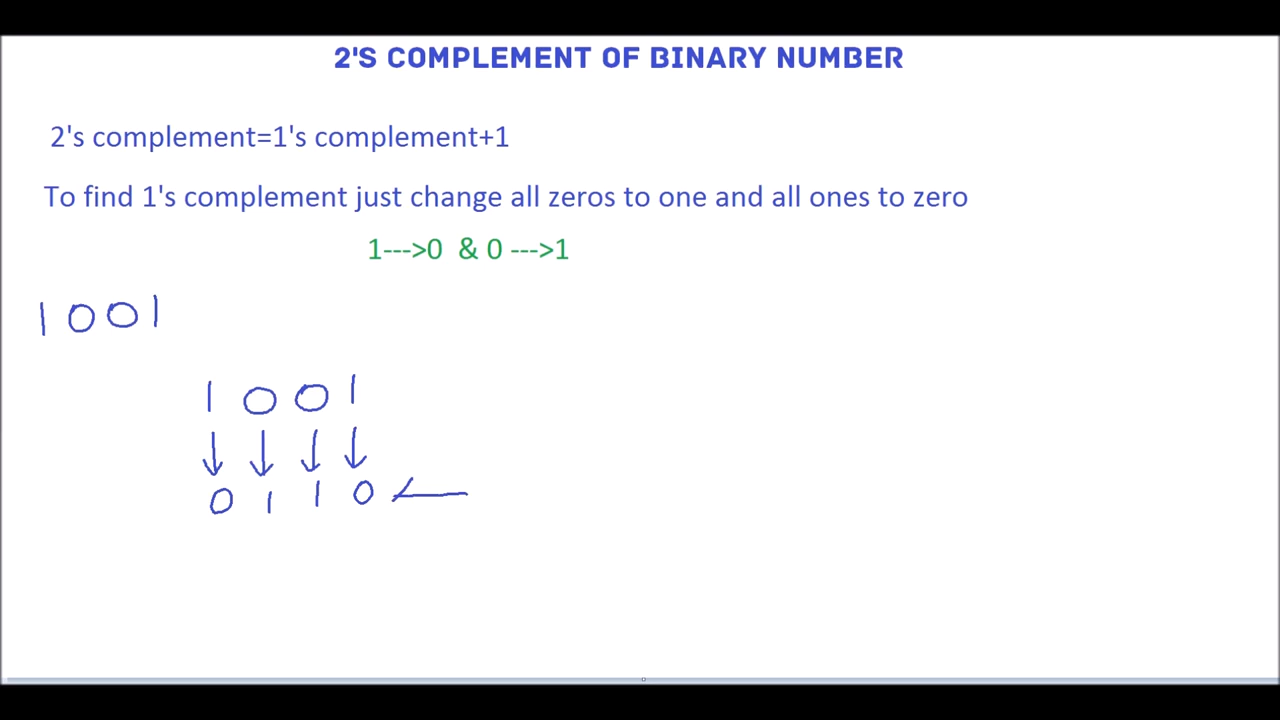 2'S COMPLEMENT OF BINARY NUMBER
2's complement=1's complement+1
To find 1's complement just change all zeros to one and all ones to zero
1--->0 & 0 --->1
1001
1001
↓↓↓↓
0110←